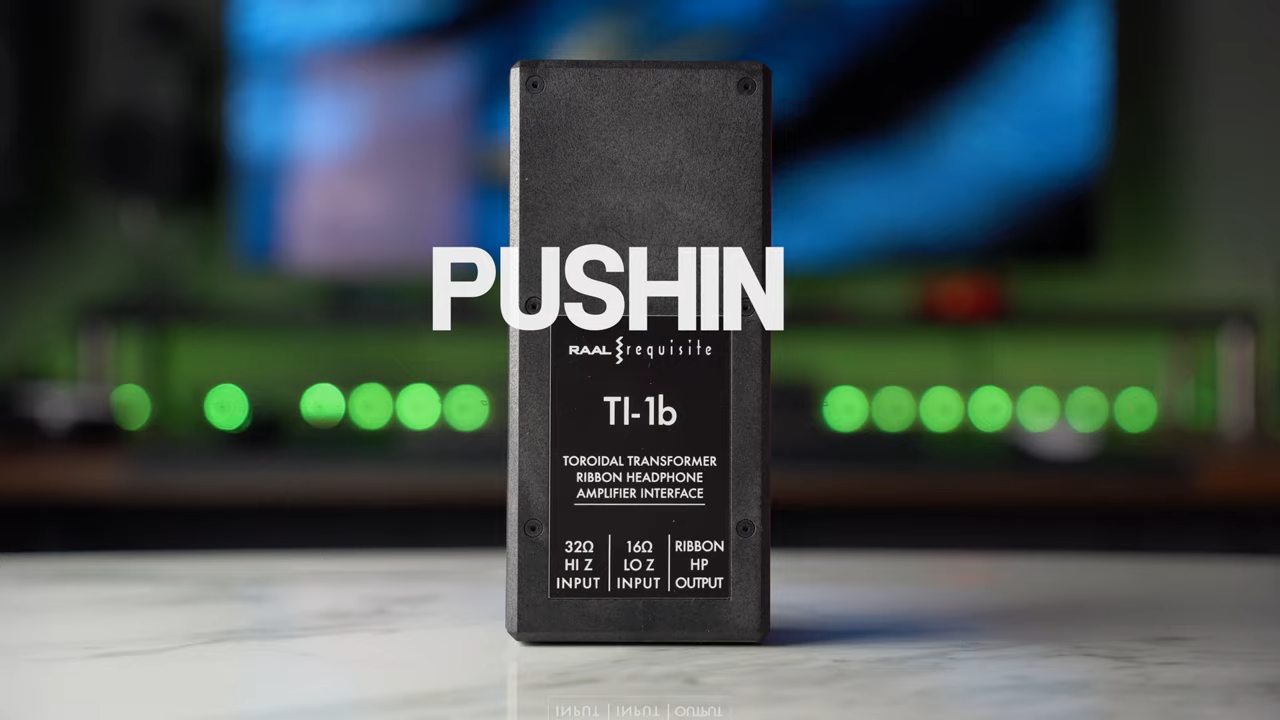 PUSHIN
RAAL requisite
TI-1b
TOROIDAL TRANSFORMER
RIBBON HEADPHONE
AMPLIFIER INTERFACE
32Ω
HI Z
INPUT
16Ω
LO Z
INPUT
RIBBON
HP
OUTPUT